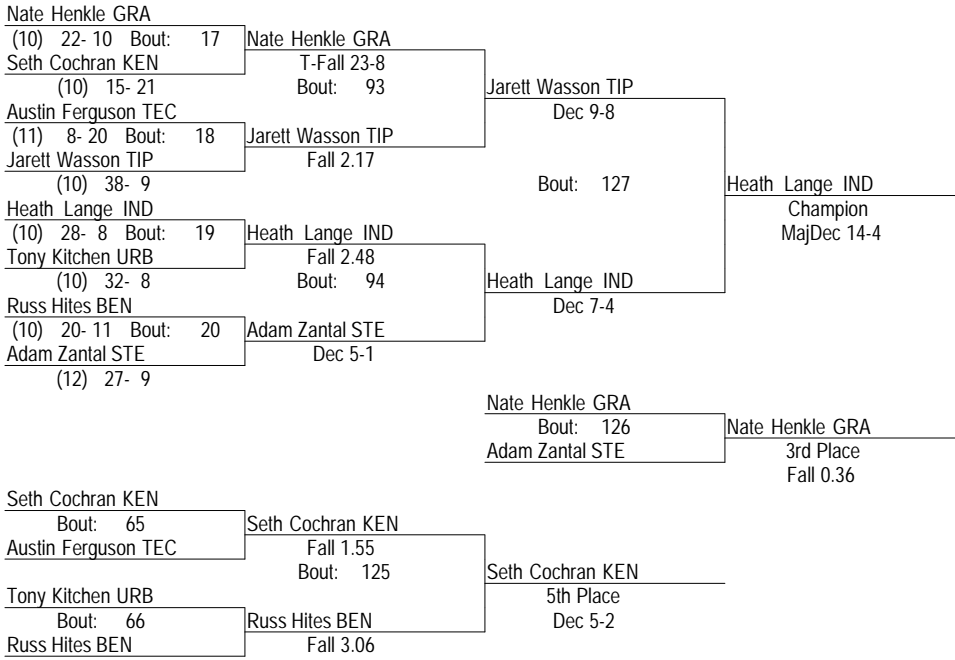 Nate Henkle GRA
(10) 22- 10 Bout: 17
Nate Henkle GRA
Seth Cochran KEN
T-Fall 23-8
(10) 15- 21
Bout: 93
Jarett Wasson TIP
Austin Ferguson TEC
Dec 9-8
(11) 8- 20 Bout: 18
Jarett Wasson TIP
Jarett Wasson TIP
Fall 2.17
(10) 38- 9
Bout: 127
Heath Lange IND
Heath Lange IND
Champion
(10) 28- 8 Bout: 19
Heath Lange IND
MajDec 14-4
Tony Kitchen URB
Fall 2.48
(10) 32- 8
Bout: 94
Heath Lange IND
Russ Hites BEN
Dec 7-4
(10) 20- 11 Bout: 20
Adam Zantal STE
Adam Zantal STE
Dec 5-1
(12) 27- 9
Nate Henkle GRA
Bout: 126
Nate Henkle GRA
Adam Zantal STE
3rd Place
Fall 0.36
Seth Cochran KEN
Bout: 65
Seth Cochran KEN
Austin Ferguson TEC
Fall 1.55
Bout: 125
Seth Cochran KEN
Tony Kitchen URB
5th Place
Bout: 66
Russ Hites BEN
Dec 5-2
Russ Hites BEN
Fall 3.06